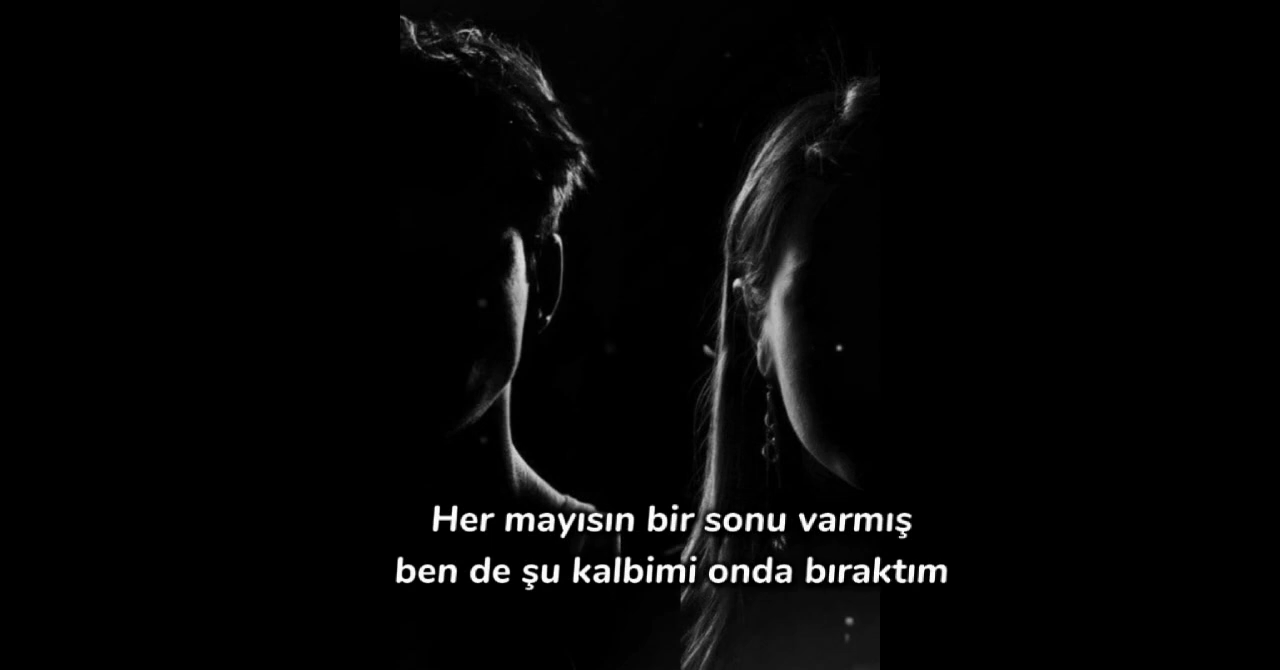 Her mayısın bir sonu varmış
ben de şu kalbimi onda bıraktım